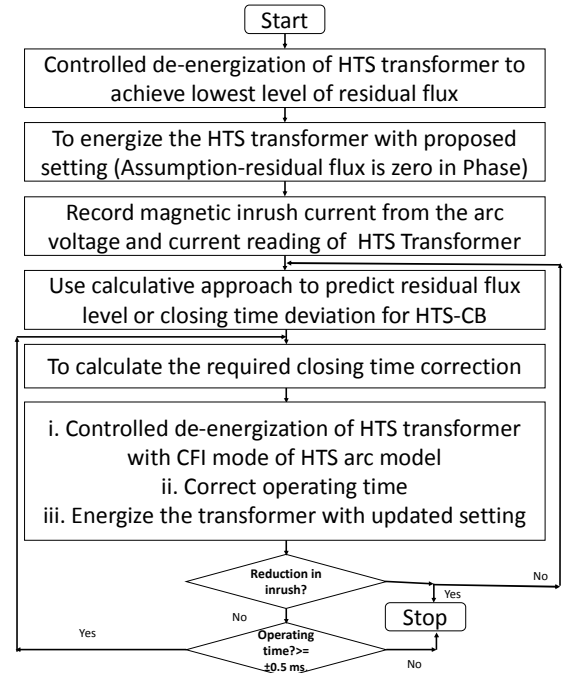 Start
Controlled de-energization of HTS transformer to
achieve lowest level of residual flux
To energize the HTS transformer with proposed
setting (Assumption-residual flux is zero in Phase)
Record magnetic inrush current from the arc
voltage and current reading of HTS Transformer
Use calculative approach to predict residual flux
level or closing time deviation for HTS-CB
To calculate the required closing time correction
i. Controlled de-energization of HTS transformer
with CFI mode of HTS arc model
ii. Correct operating time
iii. Energize the transformer with updated setting
Reduction in
inrush?
No
Yes
Stop
No
Yes
Operating
time?>=
±0.5 ms
No